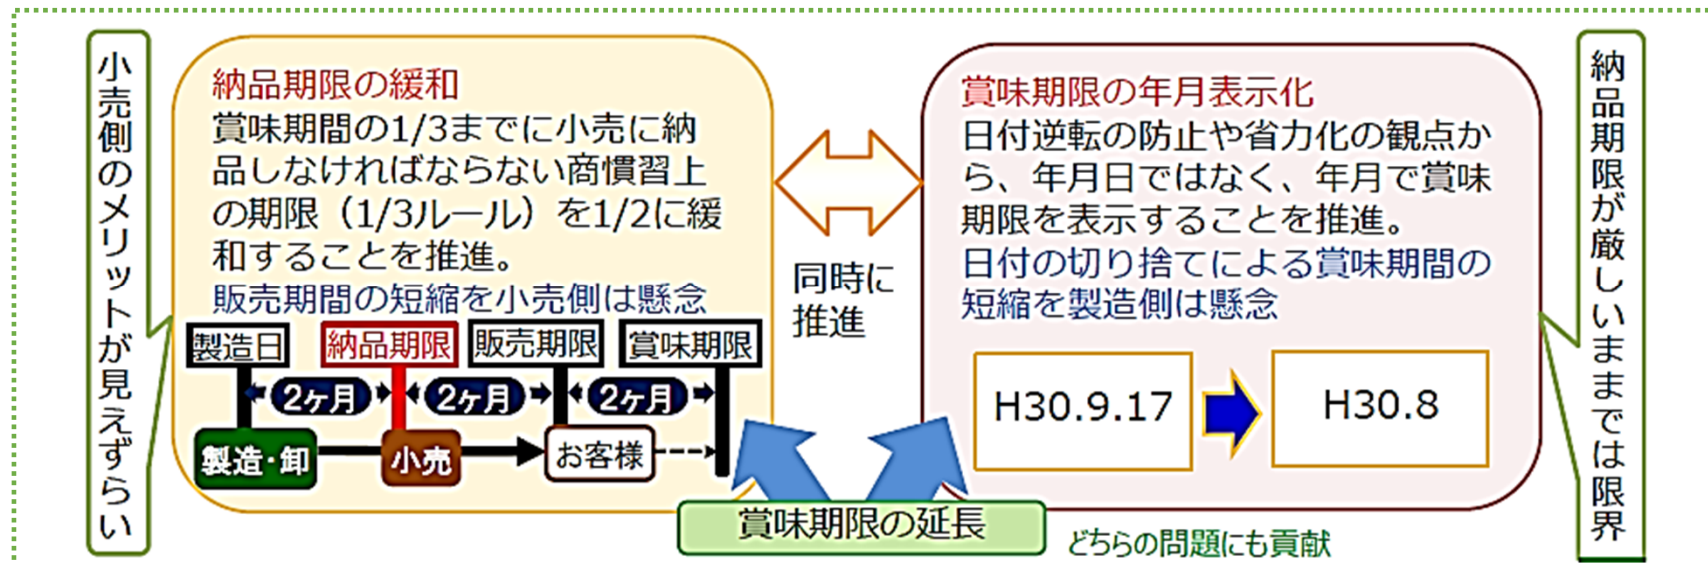 小売側のメリットが見えずらい
納品期限の緩和
賞味期間の1/3までに小売に納
品しなければならない商慣習上
の期限（1/3ルール）を1/2に緩
和することを推進。
販売期間の短縮を小売側は懸念
製造日
納品期限
販売期限
賞味期限
2ヶ月
2ヶ月
2ヶ月
製造・卸
小売
お客様
同時に
推進
賞味期限の年月表示化
日付逆転の防止や省力化の観点か
ら、年月日ではなく、年月で賞味
期限を表示することを推進。
日付の切り捨てによる賞味期間の
短縮を製造側は懸念
H30.9.17
H30.8
納品期限が厳しいままでは限界
賞味期限の延長
どちらの問題にも貢献